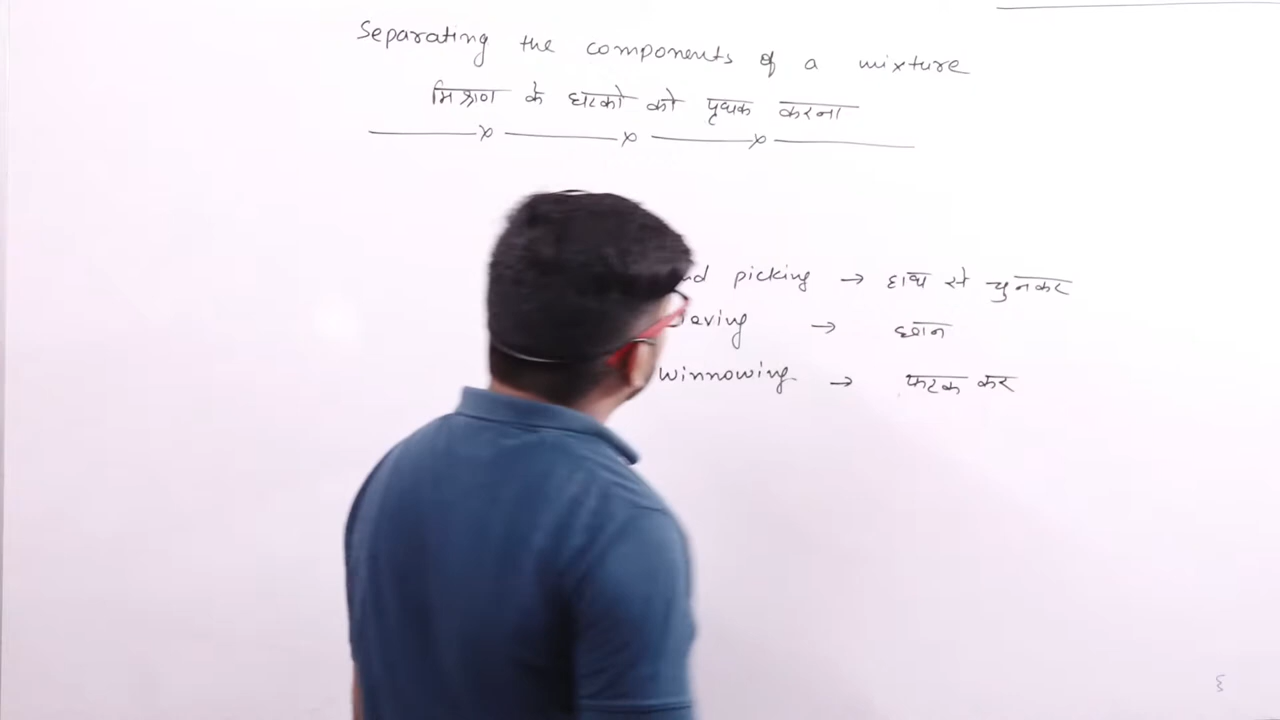 Separating the components of a mixture
मिश्रण के घटकों को पृथक करना
picking → हाथ से चुनकर
→ छान
winnowing → फटक कर